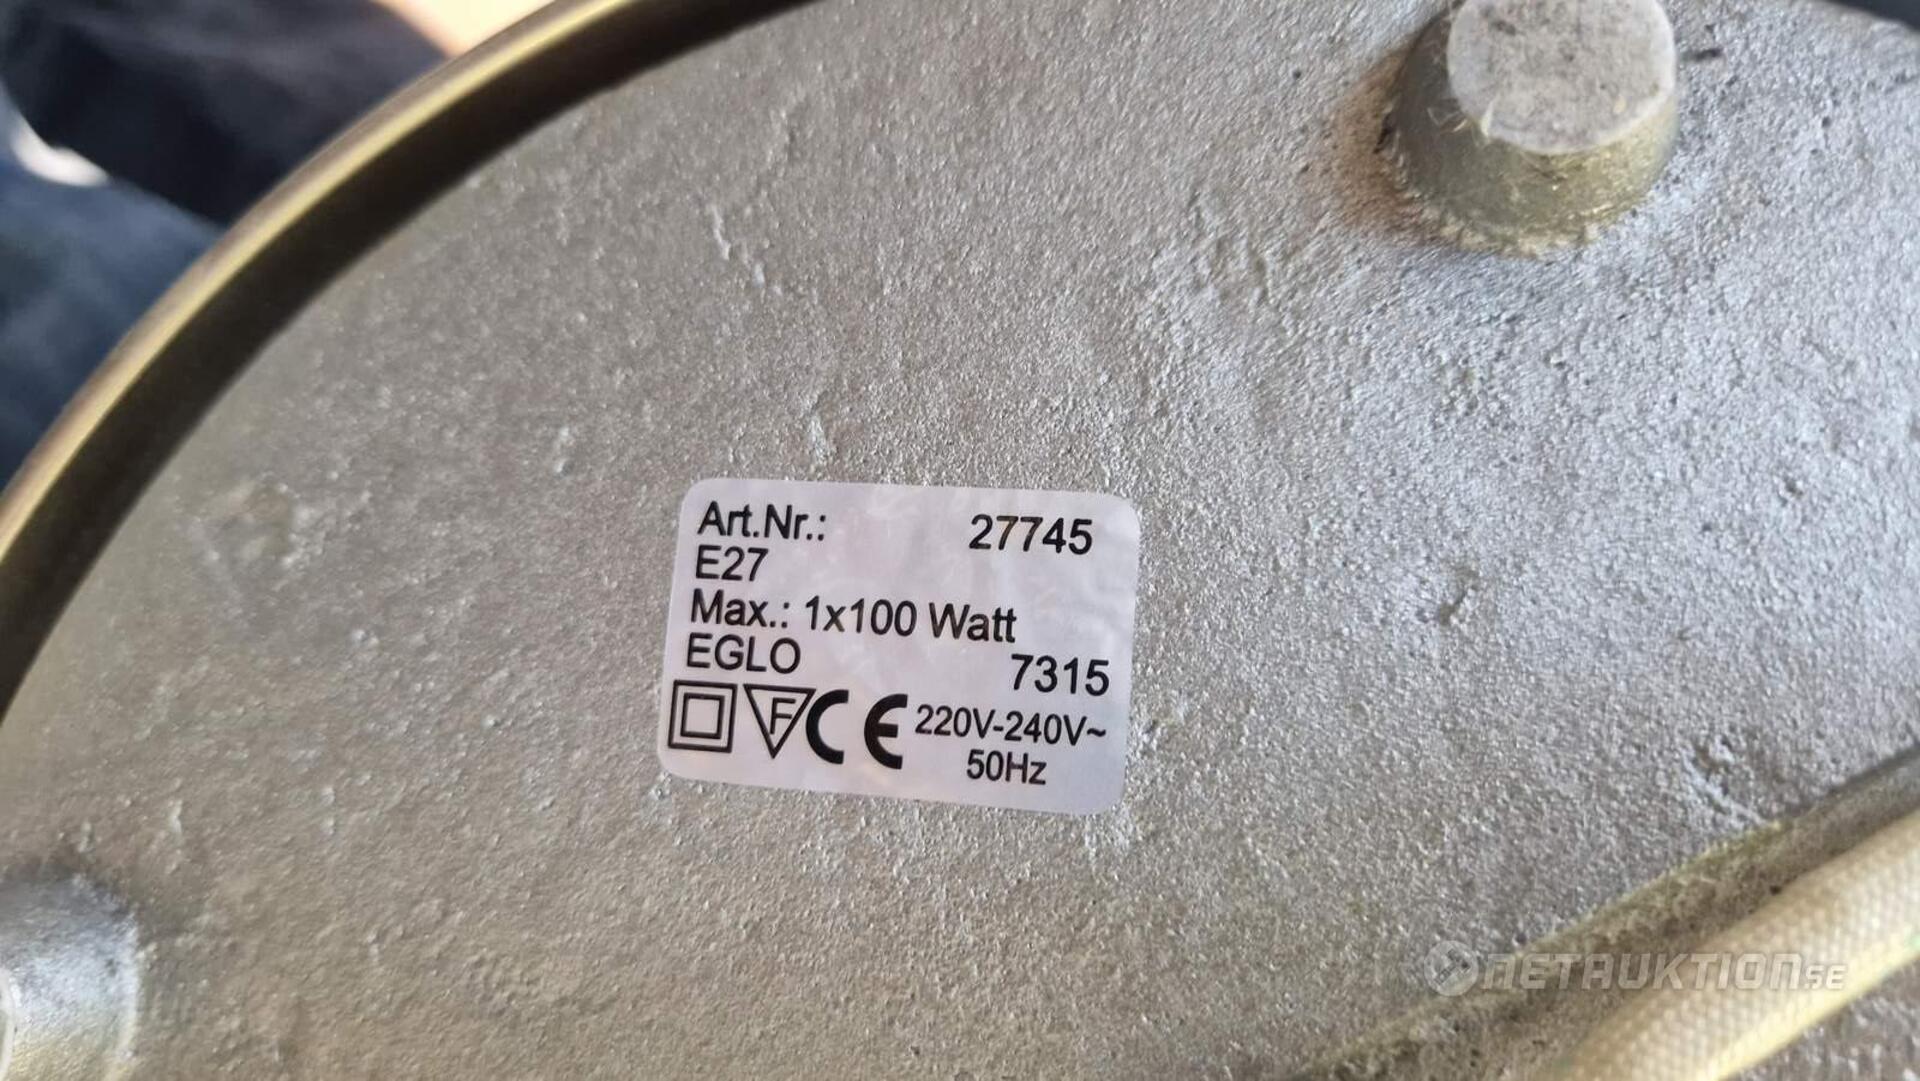 Art.Nr.: 27745
E27
Max.: 1x100 Watt
EGLO 7315
F CE 220V-240V~
50Hz
NETAUKTION.SE